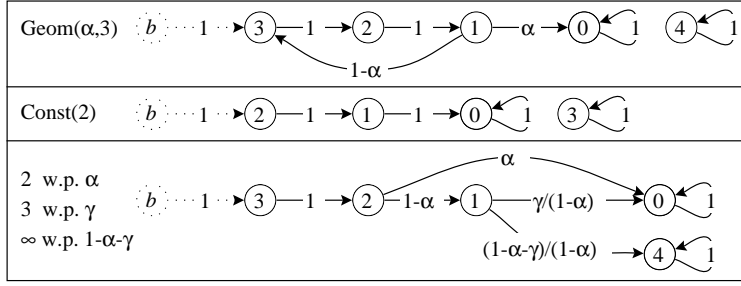 Geom(α,3) b 1 3 1 2 1 1 α 0 1 4 1
1-α
Const(2) b 1 2 1 1 1 0 1 3 1
α
2 w.p. α
3 w.p. γ
∞ w.p. 1-α-γ
b 1 3 1 2 1-α 1 γ/(1-α) 0 1
(1-α-γ)/(1-α) 4 1